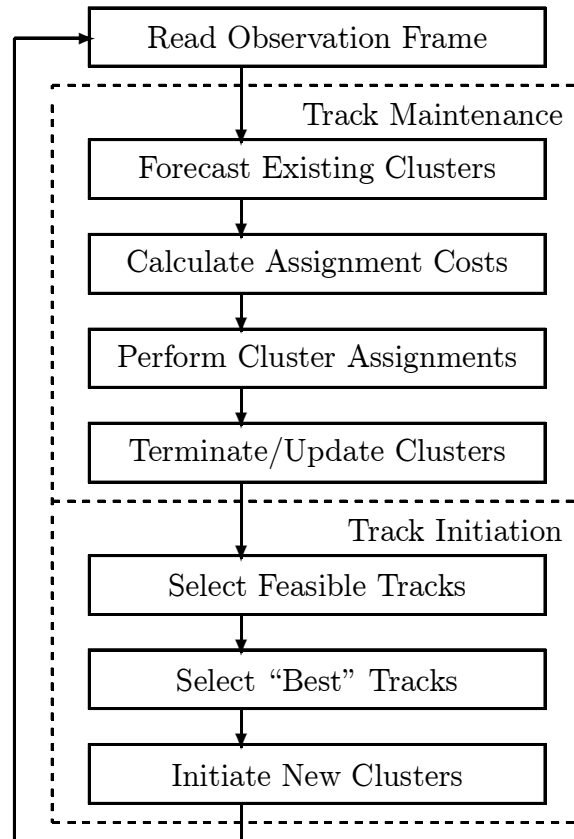 Read Observation Frame
Track Maintenance
Forecast Existing Clusters
Calculate Assignment Costs
Perform Cluster Assignments
Terminate/Update Clusters
Track Initiation
Select Feasible Tracks
Select “Best” Tracks
Initiate New Clusters